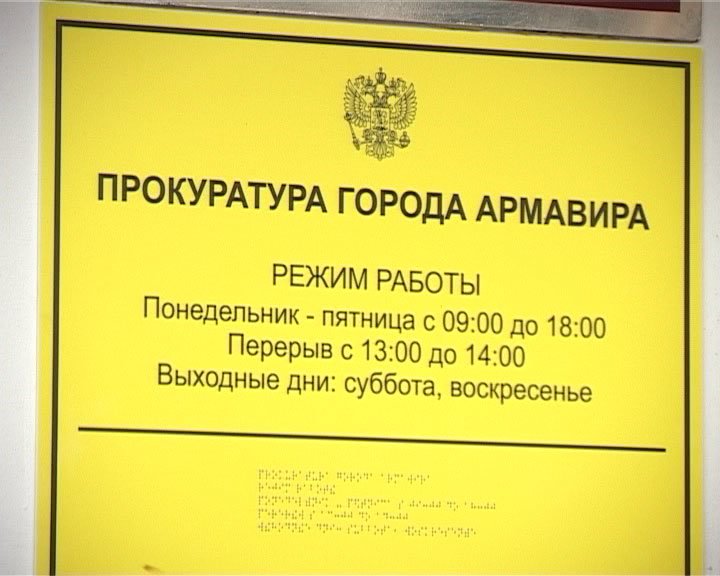 ПРОКУРАТУРА ГОРОДА АРМАВИРА
РЕЖИМ РАБОТЫ
Понедельник - пятница с 09:00 до 18:00
Перерыв с 13:00 до 14:00
Выходные дни: суббота, воскресенье